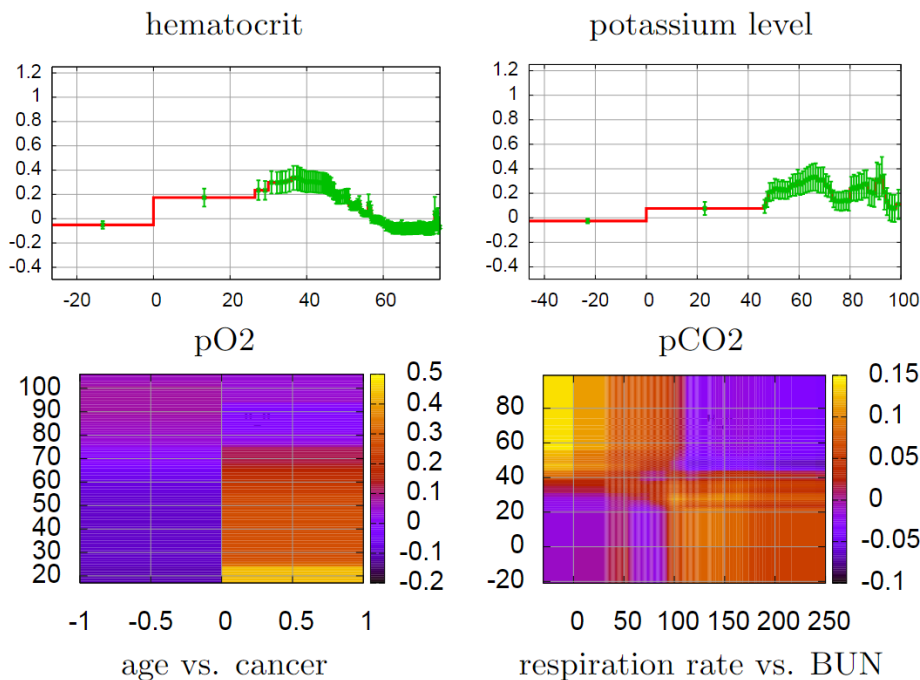 hematocrit potassium level
1.2 1.2
1 1
0.8 0.8
0.6 0.6
0.4 0.4
0.2 0.2
0 0
-0.2 -0.2
-0.4 -0.4
-20 0 20 40 60 -40 -20 0 20 40 60 80 100
pO2 pCO2
100 0.5 0.15
90 0.4 80 0.1
80 0.3 60 0.05
70 0.2 40 0
60 0.1 20 -0.05
50 0 0 -0.1
40 -0.1 -20
30 -0.2
20
-1 -0.5 0 0.5 1 0 50 100 150 200 250
age vs. cancer respiration rate vs. BUN